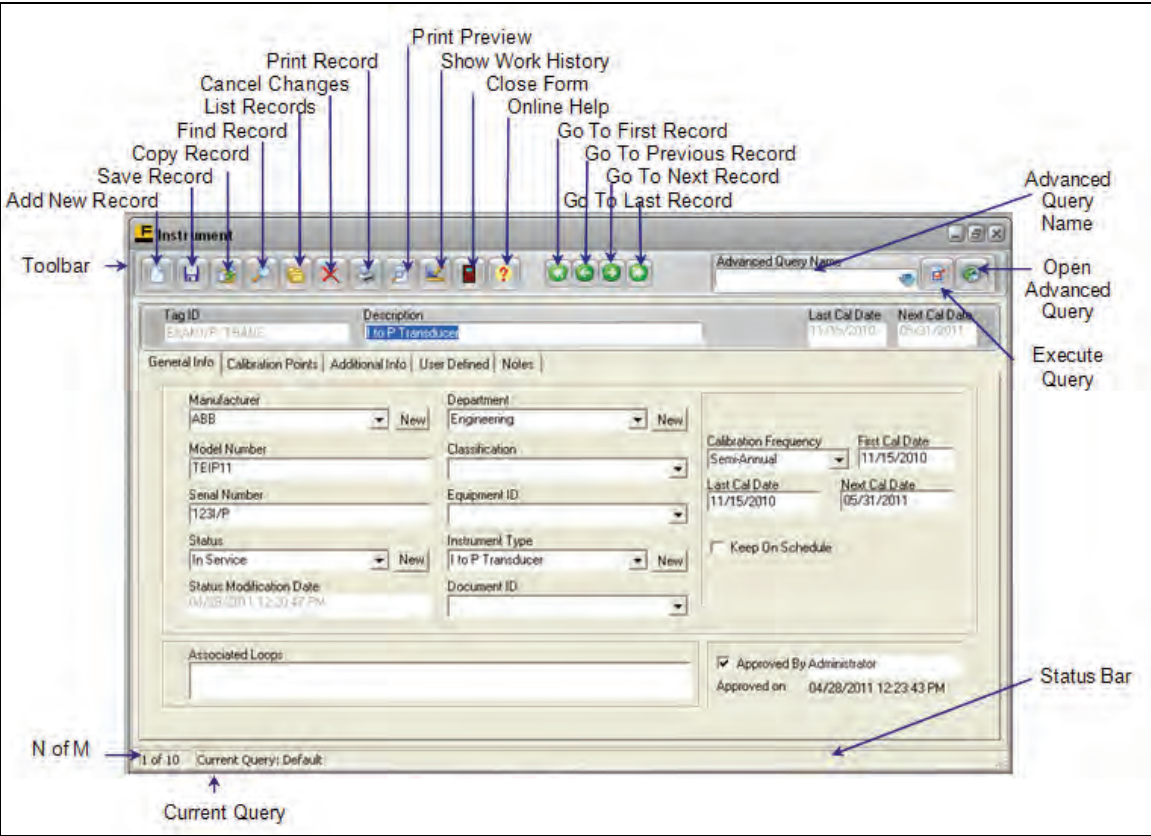 Print Preview
Print Record
Show Work History
Cancel Changes
Close Form
List Records
Online Help
Find Record
Go To First Record
Copy Record
Go To Previous Record
Save Record
Go To Next Record
Add New Record
Go To Last Record
Advanced
Query
Name
Instrument
Toolbar
Advanced Query Name
Open
Advanced
Query
Tag ID
Description
Last Cal Date
Next Cal Date
I to P Transducer
11/15/2010
05/31/2011
Execute
Query
General Info
Calibration Points
Additional Info
User Defined
Notes
Manufacturer
Department
ABB
New
Engineering
New
Model Number
Classification
Calibration Frequency
First Cal Date
TEIP11
Semi-Annual
11/15/2010
Serial Number
Equipment ID
Last Cal Date
Next Cal Date
123I/P
11/15/2010
05/31/2011
Status
Instrument Type
In Service
New
I to P Transducer
New
Keep On Schedule
Status Modification Date
Document ID
Associated Loops
Approved By Administrator
Approved on
04/28/2011 12:23:43 PM
Status Bar
N of M
1 of 10
Current Query: Default
Current Query